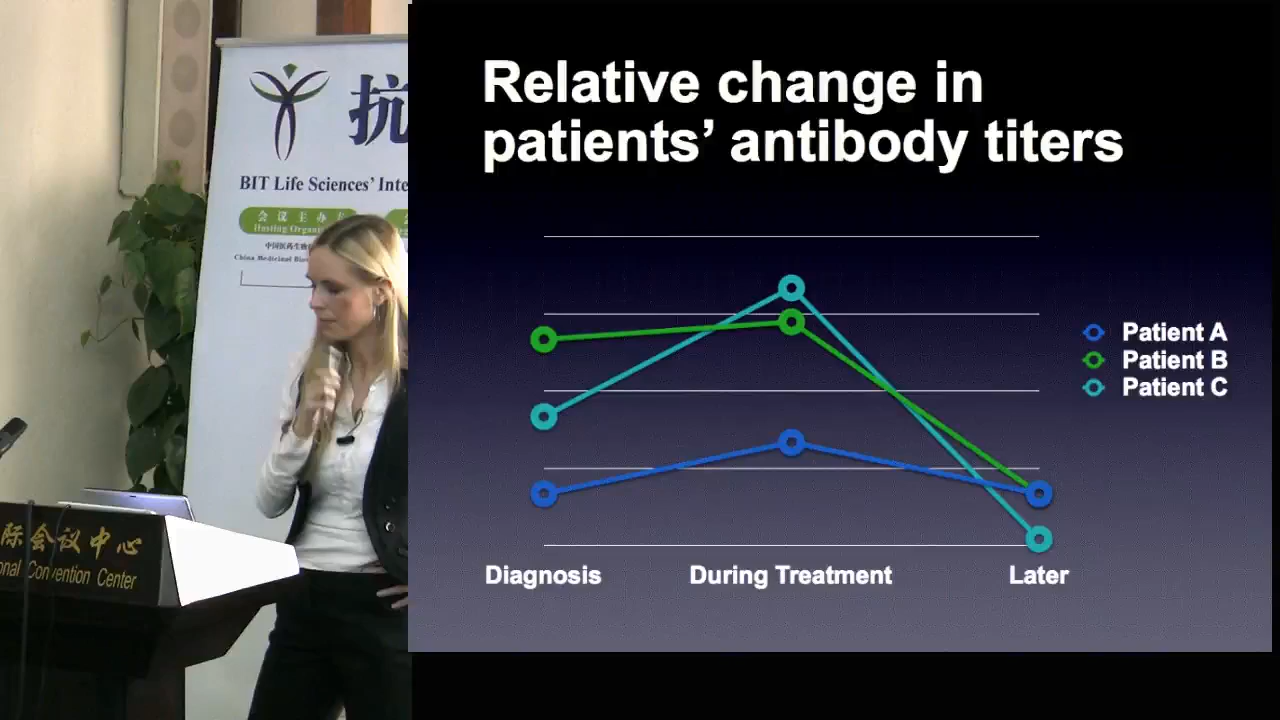 抗
BIT Life Sciences' Inte
会议主办
Hosting Organi
China Medicinal Bio
际会议中心
onal Convention Center
Relative change in
patients' antibody titers
Patient A
Patient B
Patient C
Diagnosis
During Treatment
Later